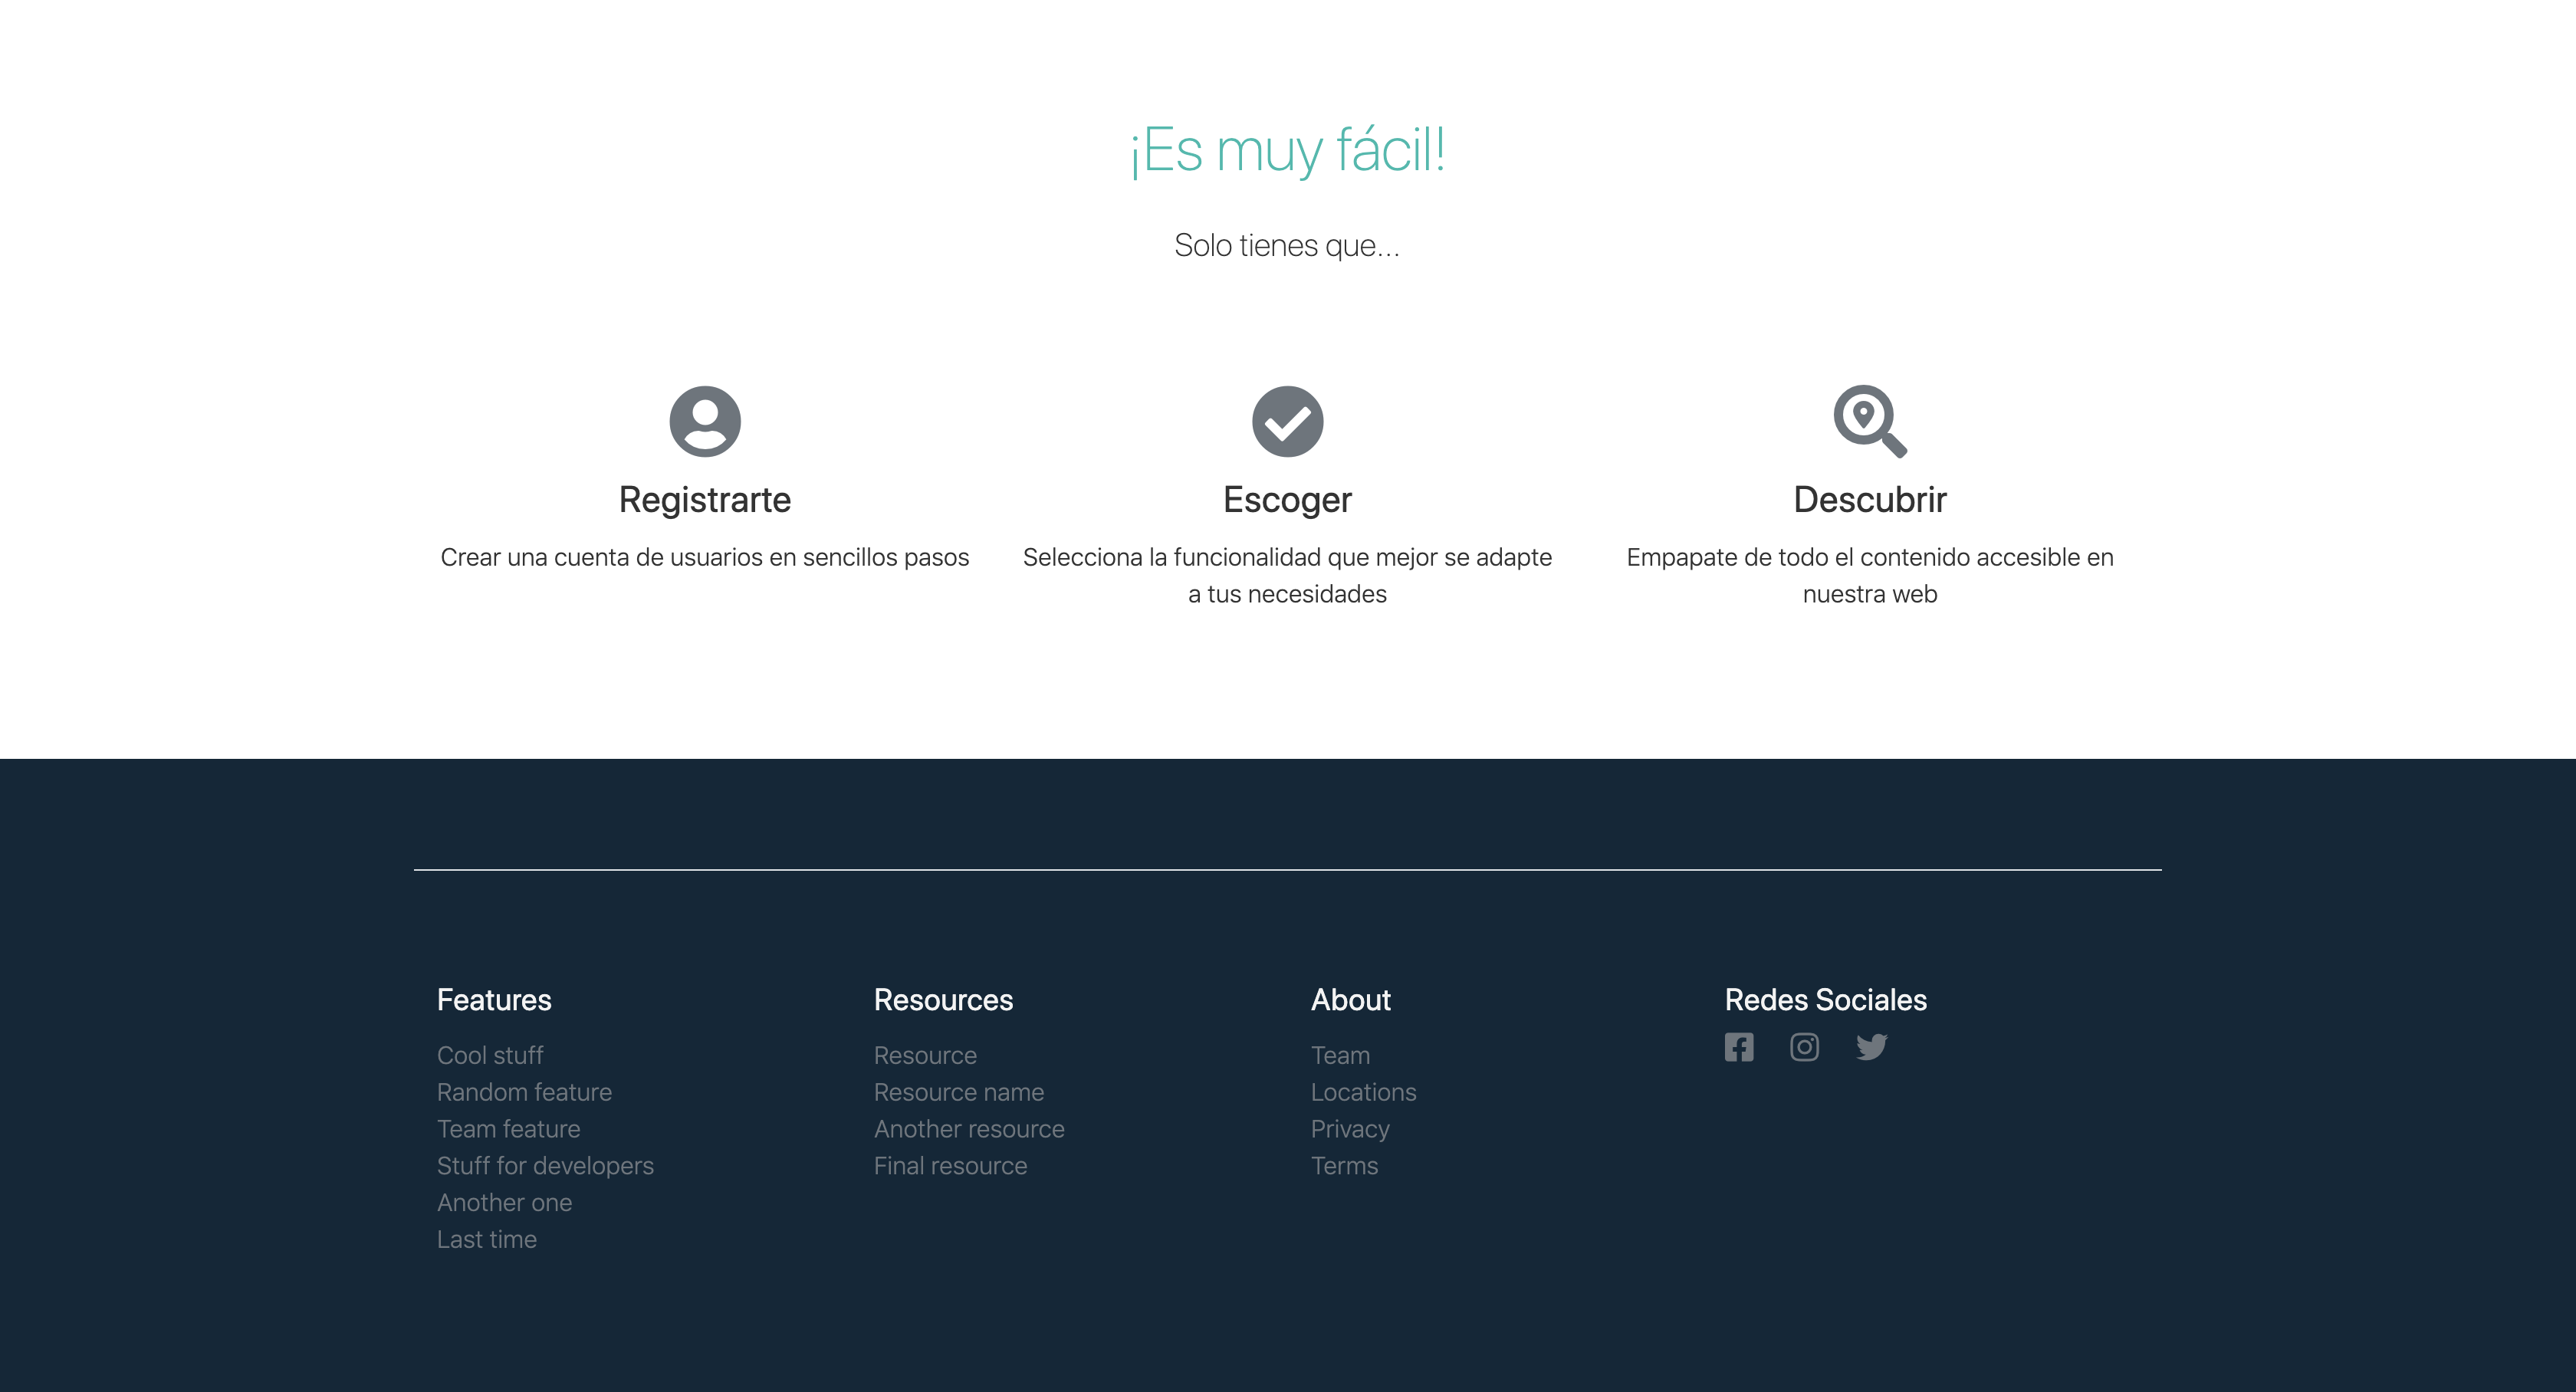 ¡Es muy fácil!
Solo tienes que...
Registrarte
Crear una cuenta de usuarios en sencillos pasos
Escoger
Selecciona la funcionalidad que mejor se adapte
a tus necesidades
Descubrir
Empapate de todo el contenido accesible en
nuestra web
Features
Cool stuff
Random feature
Team feature
Stuff for developers
Another one
Last time
Resources
Resource
Resource name
Another resource
Final resource
About
Team
Locations
Privacy
Terms
Redes Sociales